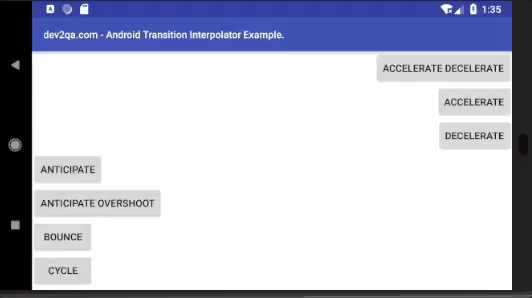 1:35
dev2qa.com - Android Transition Interpolator Example.
ACCELERATE DECELERATE
ACCELERATE
DECELERATE
ANTICIPATE
ANTICIPATE OVERSHOOT
BOUNCE
CYCLE